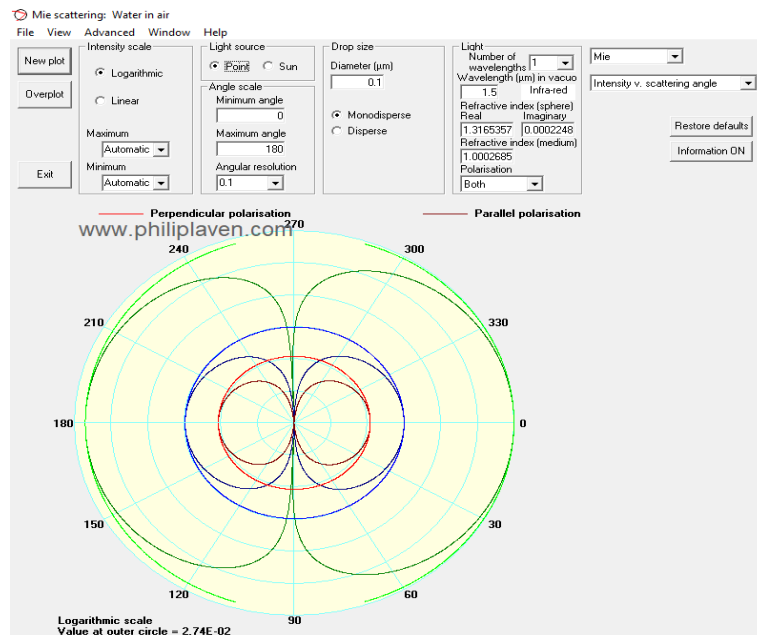 Mie scattering: Water in air
File View Advanced Window Help
New plot
Overplot
Exit
Intensity scale
Logarithmic
Linear
Maximum
Automatic
Minimum
Automatic
Light source
Point
Sun
Angle scale
Minimum angle
0
Maximum angle
180
Angular resolution
0.1
Drop size
Diameter (µm)
0.1
Monodisperse
Disperse
Light
Number of
wavelengths 1
Wavelength (µm) in vacuo
1.5 Infra-red
Refractive index (sphere)
Real Imaginary
1.3165357 0.0002248
Refractive index (medium)
1.0002685
Polarisation
Both
Mie
Intensity v. scattering angle
Restore defaults
Information ON
Perpendicular polarisation
Parallel polarisation
www.philiplaven.com
270
240
300
210
330
180
0
150
30
120
60
90
Logarithmic scale
Value at outer circle = 2.74E-02